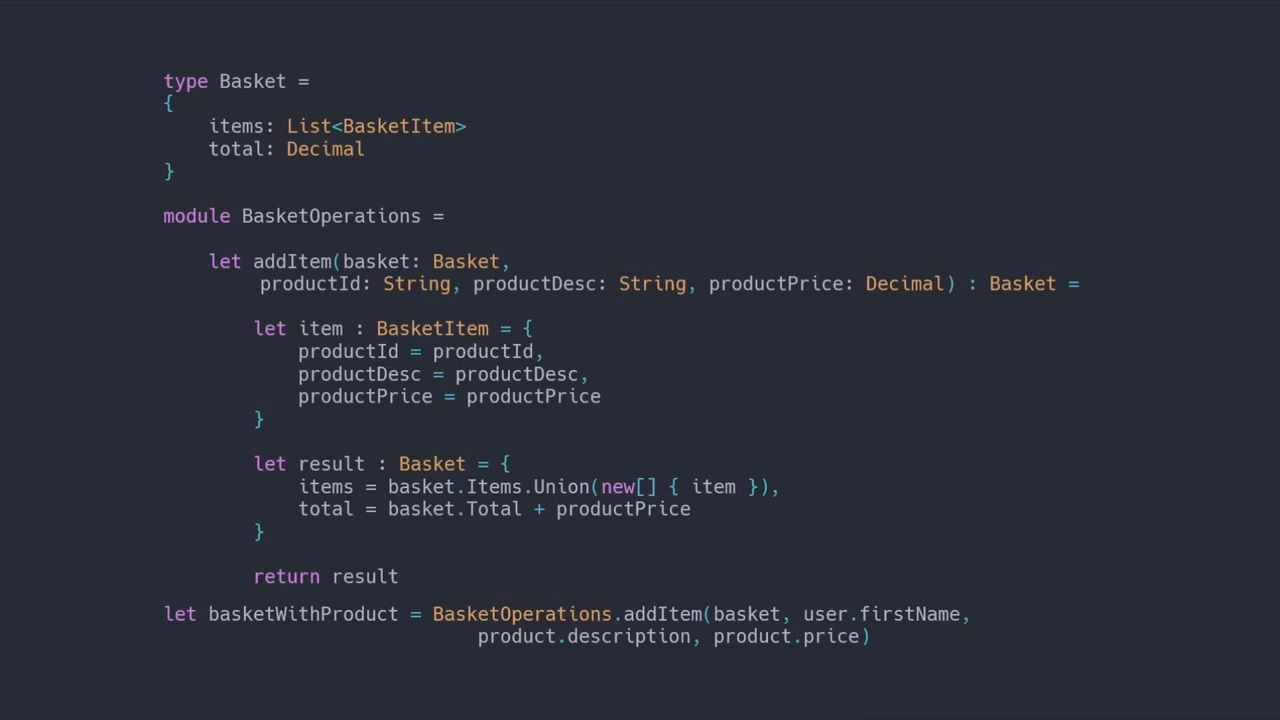 type Basket =
{
    items: List<BasketItem>
    total: Decimal
}
module BasketOperations =
    let addItem(basket: Basket,
        productId: String, productDesc: String, productPrice: Decimal) : Basket =
        let item : BasketItem = {
            productId = productId,
            productDesc = productDesc,
            productPrice = productPrice
        }
        let result : Basket = {
            items = basket.Items.Union(new[] { item }),
            total = basket.Total + productPrice
        }
        return result
let basketWithProduct = BasketOperations.addItem(basket, user.firstName,
                            product.description, product.price)